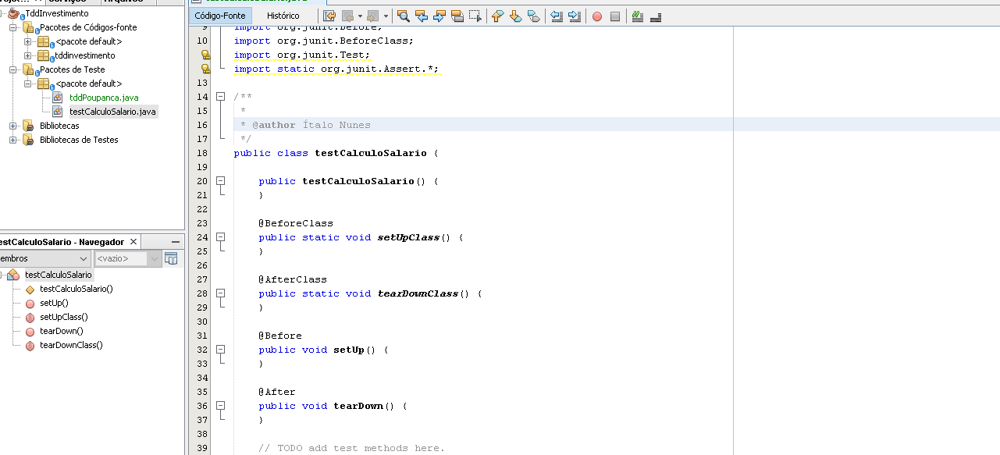 TddInvestimento
Pacotes de Códigos-fonte
<pacote default>
tddinvestimento
Pacotes de Teste
<pacote default>
tddPoupanca.java
testCalculoSalario.java
Bibliotecas
Bibliotecas de Testes
estCalculoSalario - Navegador
embros
<vazio>
testCalculoSalario
testCalculoSalario()
setUp()
setUpClass()
tearDown()
tearDownClass()
Código-Fonte Histórico
9 import org.junit.Before;
10 import org.junit.BeforeClass;
import org.junit.Test;
import static org.junit.Assert.*;
13
14 /**
15 *
16 * @author Ítalo Nunes
17 */
18 public class testCalculoSalario {
19
20 public testCalculoSalario() {
21 }
22
23 @BeforeClass
24 public static void setUpClass() {
25 }
26
27 @AfterClass
28 public static void tearDownClass() {
29 }
30
31 @Before
32 public void setUp() {
33 }
34
35 @After
36 public void tearDown() {
37 }
38
39 // TODO add test methods here.